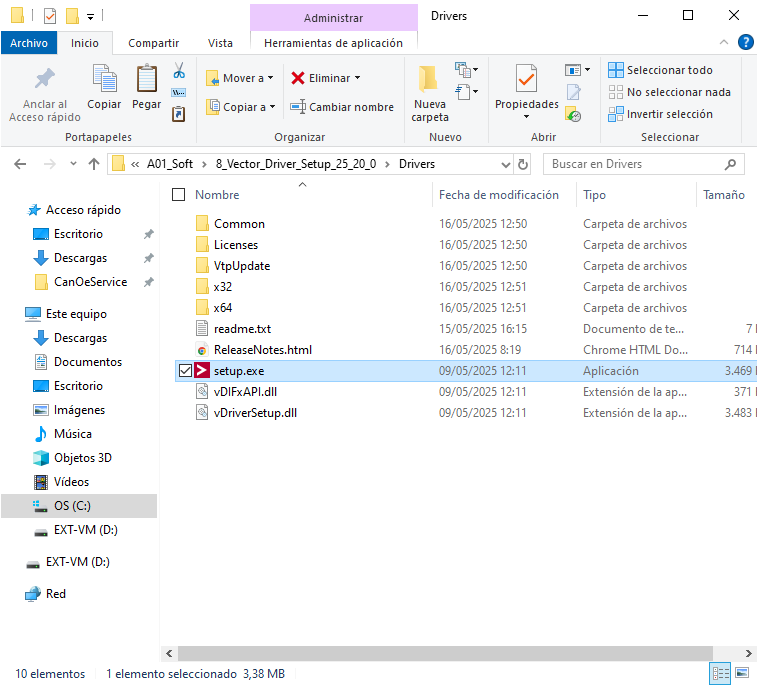 Administrar
Drivers
Archivo
Inicio
Compartir
Vista
Herramientas de aplicación
Anclar al
Acceso rápido
Copiar
Pegar
Mover a
Copiar a
Eliminar
Cambiar nombre
Nueva
carpeta
Propiedades
Seleccionar todo
No seleccionar nada
Invertir selección
Portapapeles
Organizar
Nuevo
Abrir
Seleccionar
« A01_Soft > 8_Vector_Driver_Setup_25_20_0 > Drivers
Buscar en Drivers
Acceso rápido
Escritorio
Descargas
CanOeService
Este equipo
Descargas
Documentos
Escritorio
Imágenes
Música
Objetos 3D
Vídeos
OS (C:)
EXT-VM (D:)
EXT-VM (D:)
Red
Nombre Fecha de modificación Tipo Tamaño
Common 16/05/2025 12:50 Carpeta de archivos
Licenses 16/05/2025 12:50 Carpeta de archivos
VtpUpdate 16/05/2025 12:50 Carpeta de archivos
x32 16/05/2025 12:51 Carpeta de archivos
x64 16/05/2025 12:51 Carpeta de archivos
readme.txt 15/05/2025 16:15 Documento de te... 7
ReleaseNotes.html 16/05/2025 8:19 Chrome HTML Do... 714
setup.exe 09/05/2025 12:11 Aplicación 3.469
vDIFxAPI.dll 09/05/2025 12:11 Extensión de la ap... 371
vDriverSetup.dll 09/05/2025 12:11 Extensión de la ap... 3.483
10 elementos
1 elemento seleccionado 3,38 MB